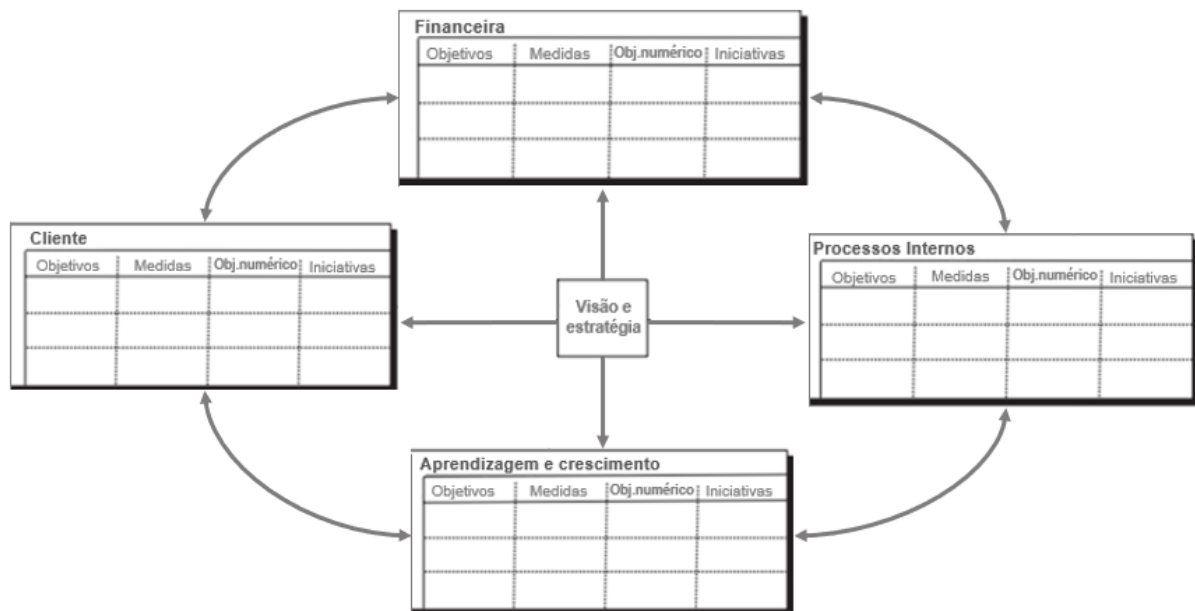 Financeira
Objetivos Medidas Obj.numérico Iniciativas
Cliente
Objetivos Medidas Obj.numérico Iniciativas
Visão e
estratégia
Processos Internos
Objetivos Medidas Obj.numérico Iniciativas
Aprendizagem e crescimento
Objetivos Medidas Obj.numérico Iniciativas